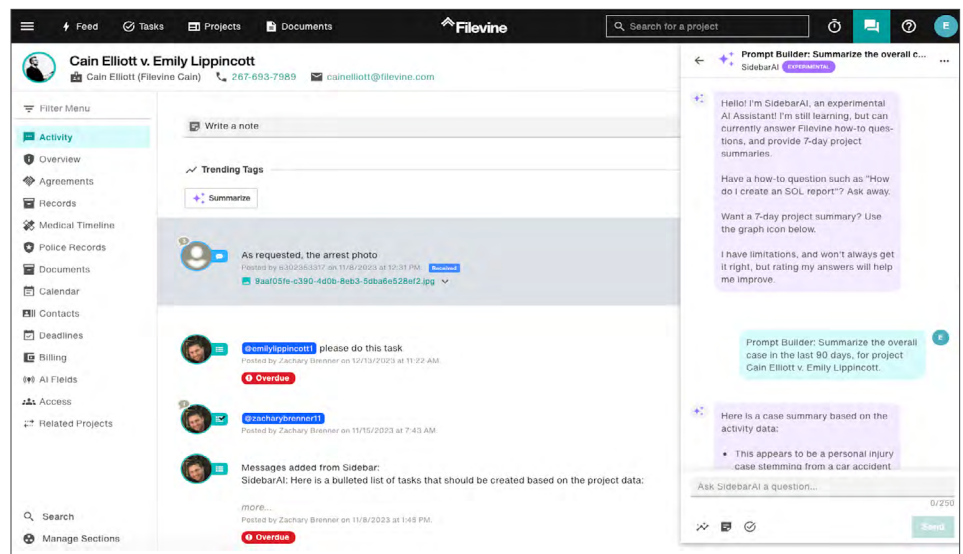 Feed
Tasks
Projects
Documents
Filevine
Search for a project
E
Cain Elliott v. Emily Lippincott
Cain Elliott (Filevine Cain) 267-693-7989 cainelliott@filevine.com
Filter Menu
Activity
Overview
Agreements
Records
Medical Timeline
Police Records
Documents
Calendar
Contacts
Deadlines
Billing
AI Fields
Access
Related Projects
Search
Manage Sections
Write a note
Trending Tags
Summarize
As requested, the arrest photo
Posted by 6302363317 on 11/8/2023 at 12:31 PM. Received
9aaf05fe-c390-4d0b-8eb3-5dba6e528ef2.jpg
@emilylippincott1 please do this task
Posted by Zachary Brenner on 12/13/2023 at 11:22 AM.
Overdue
@zacharybrenner11
Posted by Zachary Brenner on 11/15/2023 at 7:43 AM.
Messages added from Sidebar:
SidebarAI: Here is a bulleted list of tasks that should be created based on the project data:
more...
Posted by Zachary Brenner on 11/8/2023 at 1:45 PM.
Overdue
Prompt Builder: Summarize the overall c...
SidebarAI EXPERIMENTAL
Hello! I'm SidebarAI, an experimental
AI Assistant! I'm still learning, but can
currently answer Filevine how-to ques-
tions, and provide 7-day project
summaries.
Have a how-to question such as "How
do I create an SOL report"? Ask away.
Want a 7-day project summary? Use
the graph icon below.
I have limitations, and won't always get
it right, but rating my answers will help
me improve.
Prompt Builder: Summarize the overall
case in the last 90 days, for project
Cain Elliott v. Emily Lippincott.
E
Here is a case summary based on the
activity data:
• This appears to be a personal injury
case stemming from a car accident
Ask SidebarAI a question...
0/250
Send